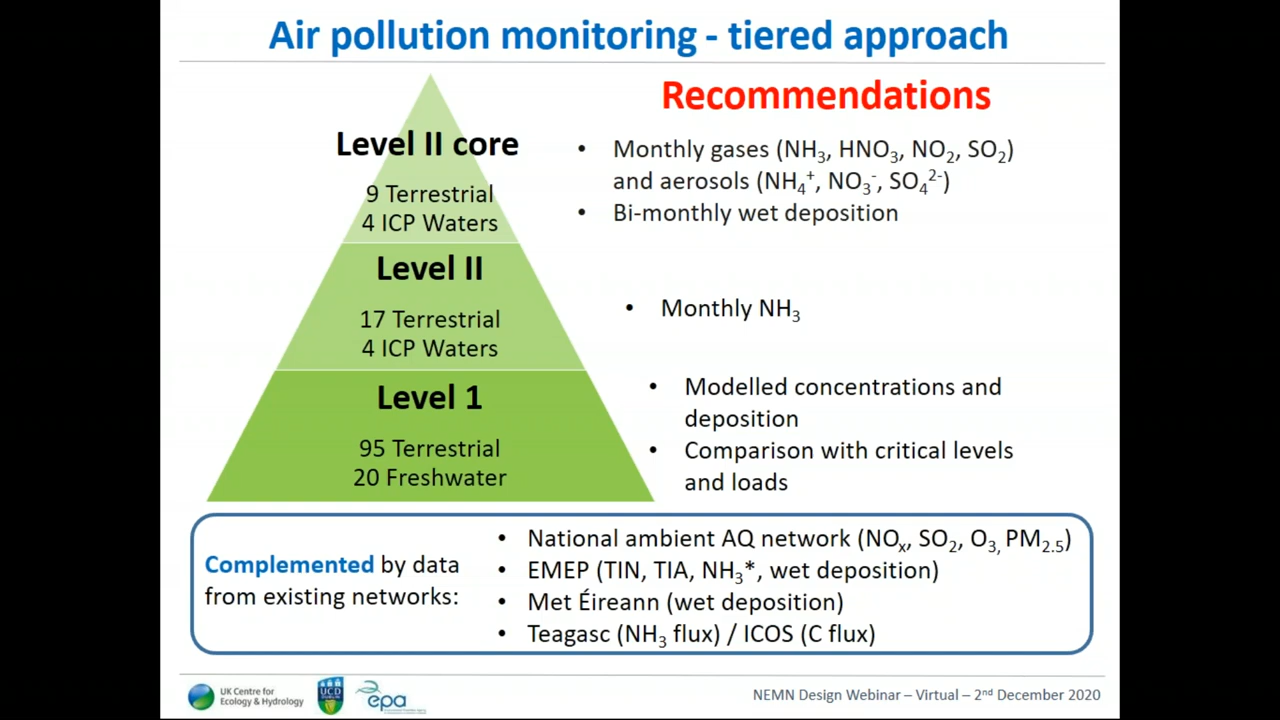 Air pollution monitoring - tiered approach
Recommendations
Level II core
9 Terrestrial
4 ICP Waters
• Monthly gases (NH₃, HNO₃, NO₂, SO₂)
and aerosols (NH₄⁺, NO₃⁻, SO₄²⁻)
• Bi-monthly wet deposition
Level II
17 Terrestrial
4 ICP Waters
• Monthly NH₃
Level 1
95 Terrestrial
20 Freshwater
• Modelled concentrations and
deposition
• Comparison with critical levels
and loads
Complemented by data
from existing networks:
• National ambient AQ network (NOₓ, SO₂, O₃, PM₂.₅)
• EMEP (TIN, TIA, NH₃*, wet deposition)
• Met Éireann (wet deposition)
• Teagasc (NH₃ flux) / ICOS (C flux)
UK Centre for
Ecology & Hydrology
UCD
DUBLIN
epa
NEMN Design Webinar – Virtual – 2ⁿᵈ December 2020